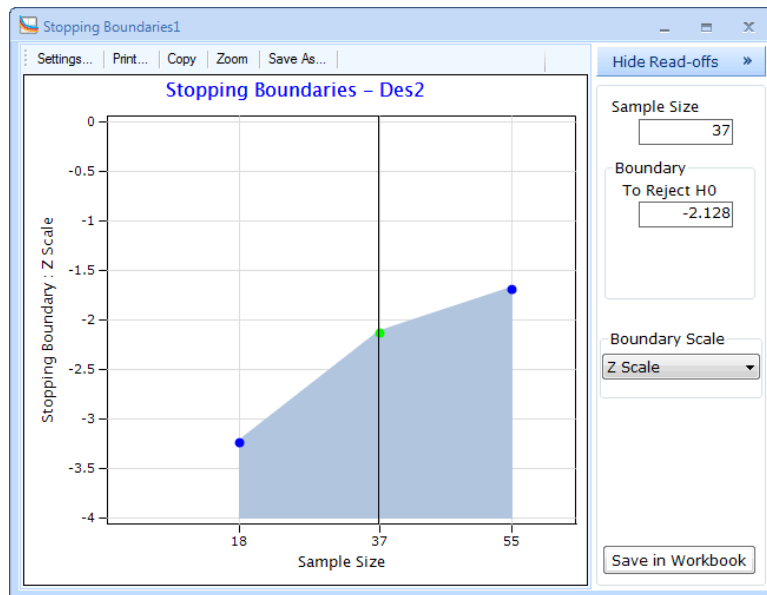 Stopping Boundaries1
Settings... Print... Copy Zoom Save As...
Hide Read-offs »
Stopping Boundaries - Des2
Sample Size
37
Boundary
To Reject H0
-2.128
Boundary Scale
Z Scale
Save in Workbook
Stopping Boundary : Z Scale
0
-0.5
-1
-1.5
-2
-2.5
-3
-3.5
-4
18 37 55
Sample Size